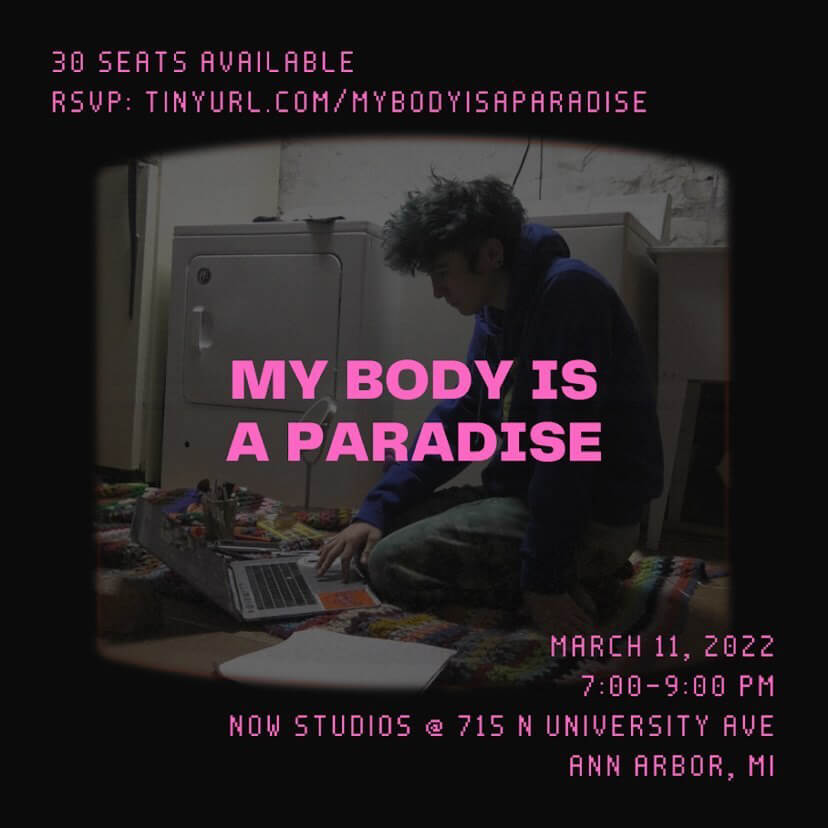 30 SEATS AVAILABLE
RSVP: TINYURL.COM/MYBODYISAPARADISE
MY BODY IS
A PARADISE
MARCH 11, 2022
7:00-9:00 PM
NOW STUDIOS @ 715 N UNIVERSITY AVE
ANN ARBOR, MI